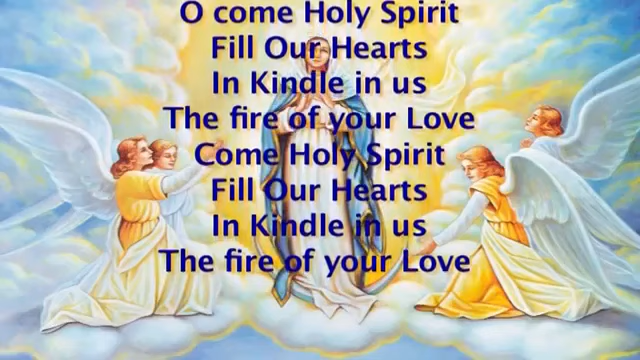 O come Holy Spirit
Fill Our Hearts
In Kindle in us
The fire of your Love
Come Holy Spirit
Fill Our Hearts
In Kindle in us
The fire of your Love